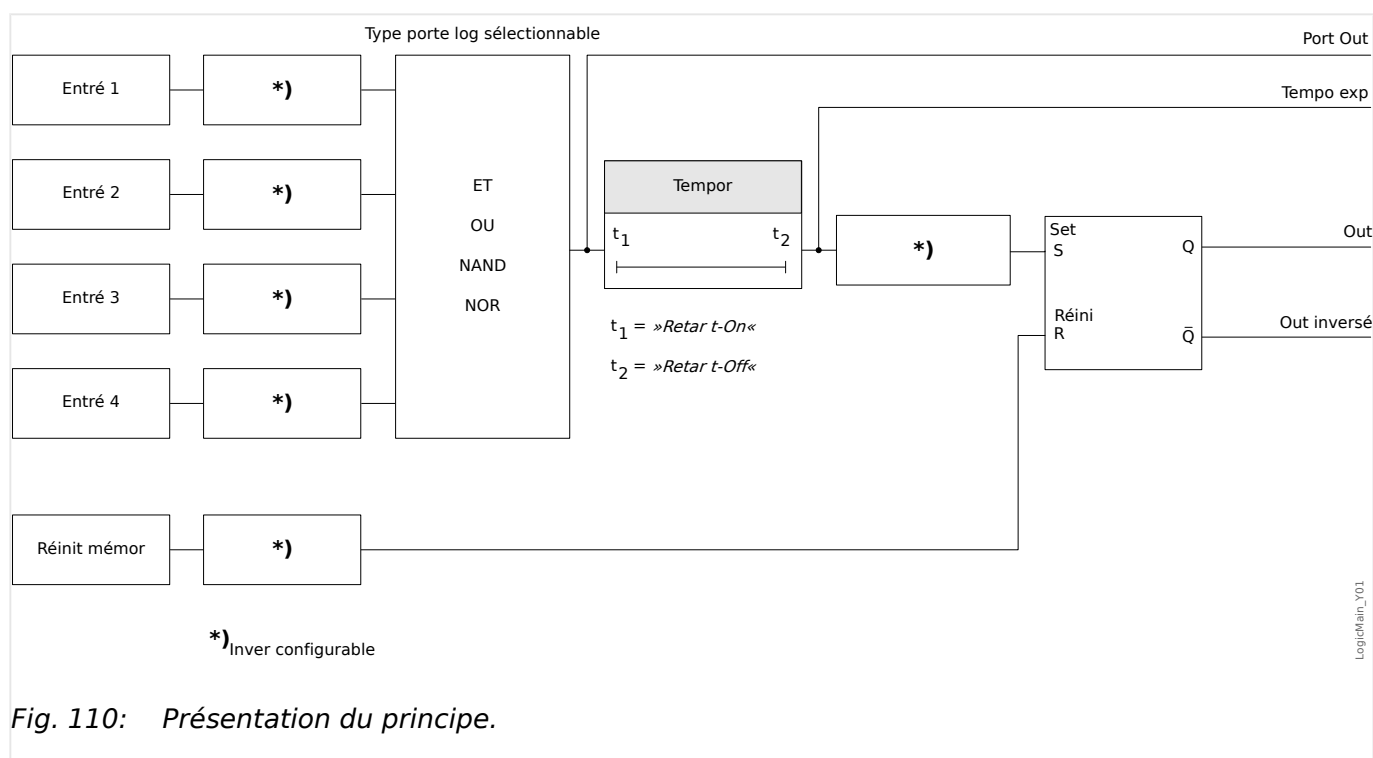 Type porte log sélectionnable
Port Out
Entré 1
*)
Tempo exp
Entré 2
*)
ET
OU
NAND
NOR
Tempor
t1
t2
*)
Set
S
Q
Out
Entré 3
*)
t1 = »Retar t-On«
t2 = »Retar t-Off«
Réini
R
Q̅
Out inversé
Entré 4
*)
Réinit mémor
*)
*)Inver configurable
LogicMain_Y01
Fig. 110: Présentation du principe.